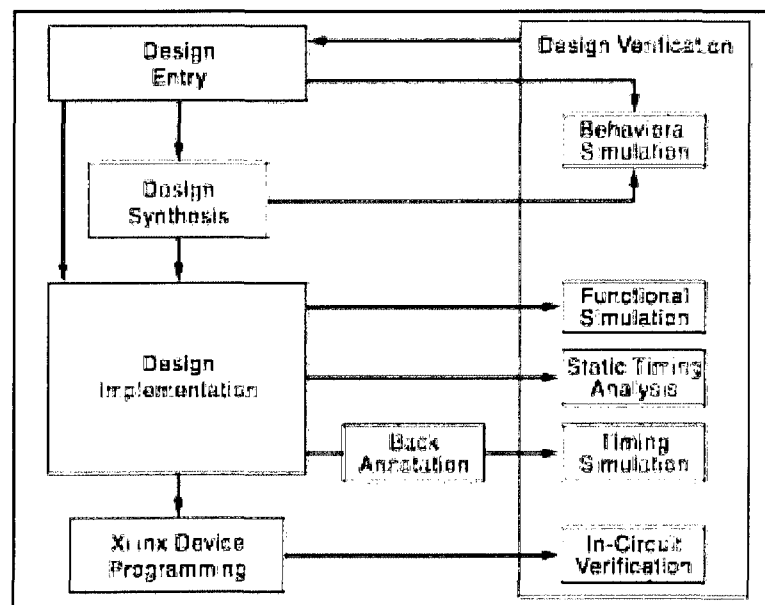 Design
Entry
Design Verification
Behaviora
Simulation
Design
Synthesis
Functional
Simulation
Design
Implementation
Static Timing
Analysis
Back
Annotation
Timing
Simulation
Xilinx Device
Programming
In-Circuit
Verification